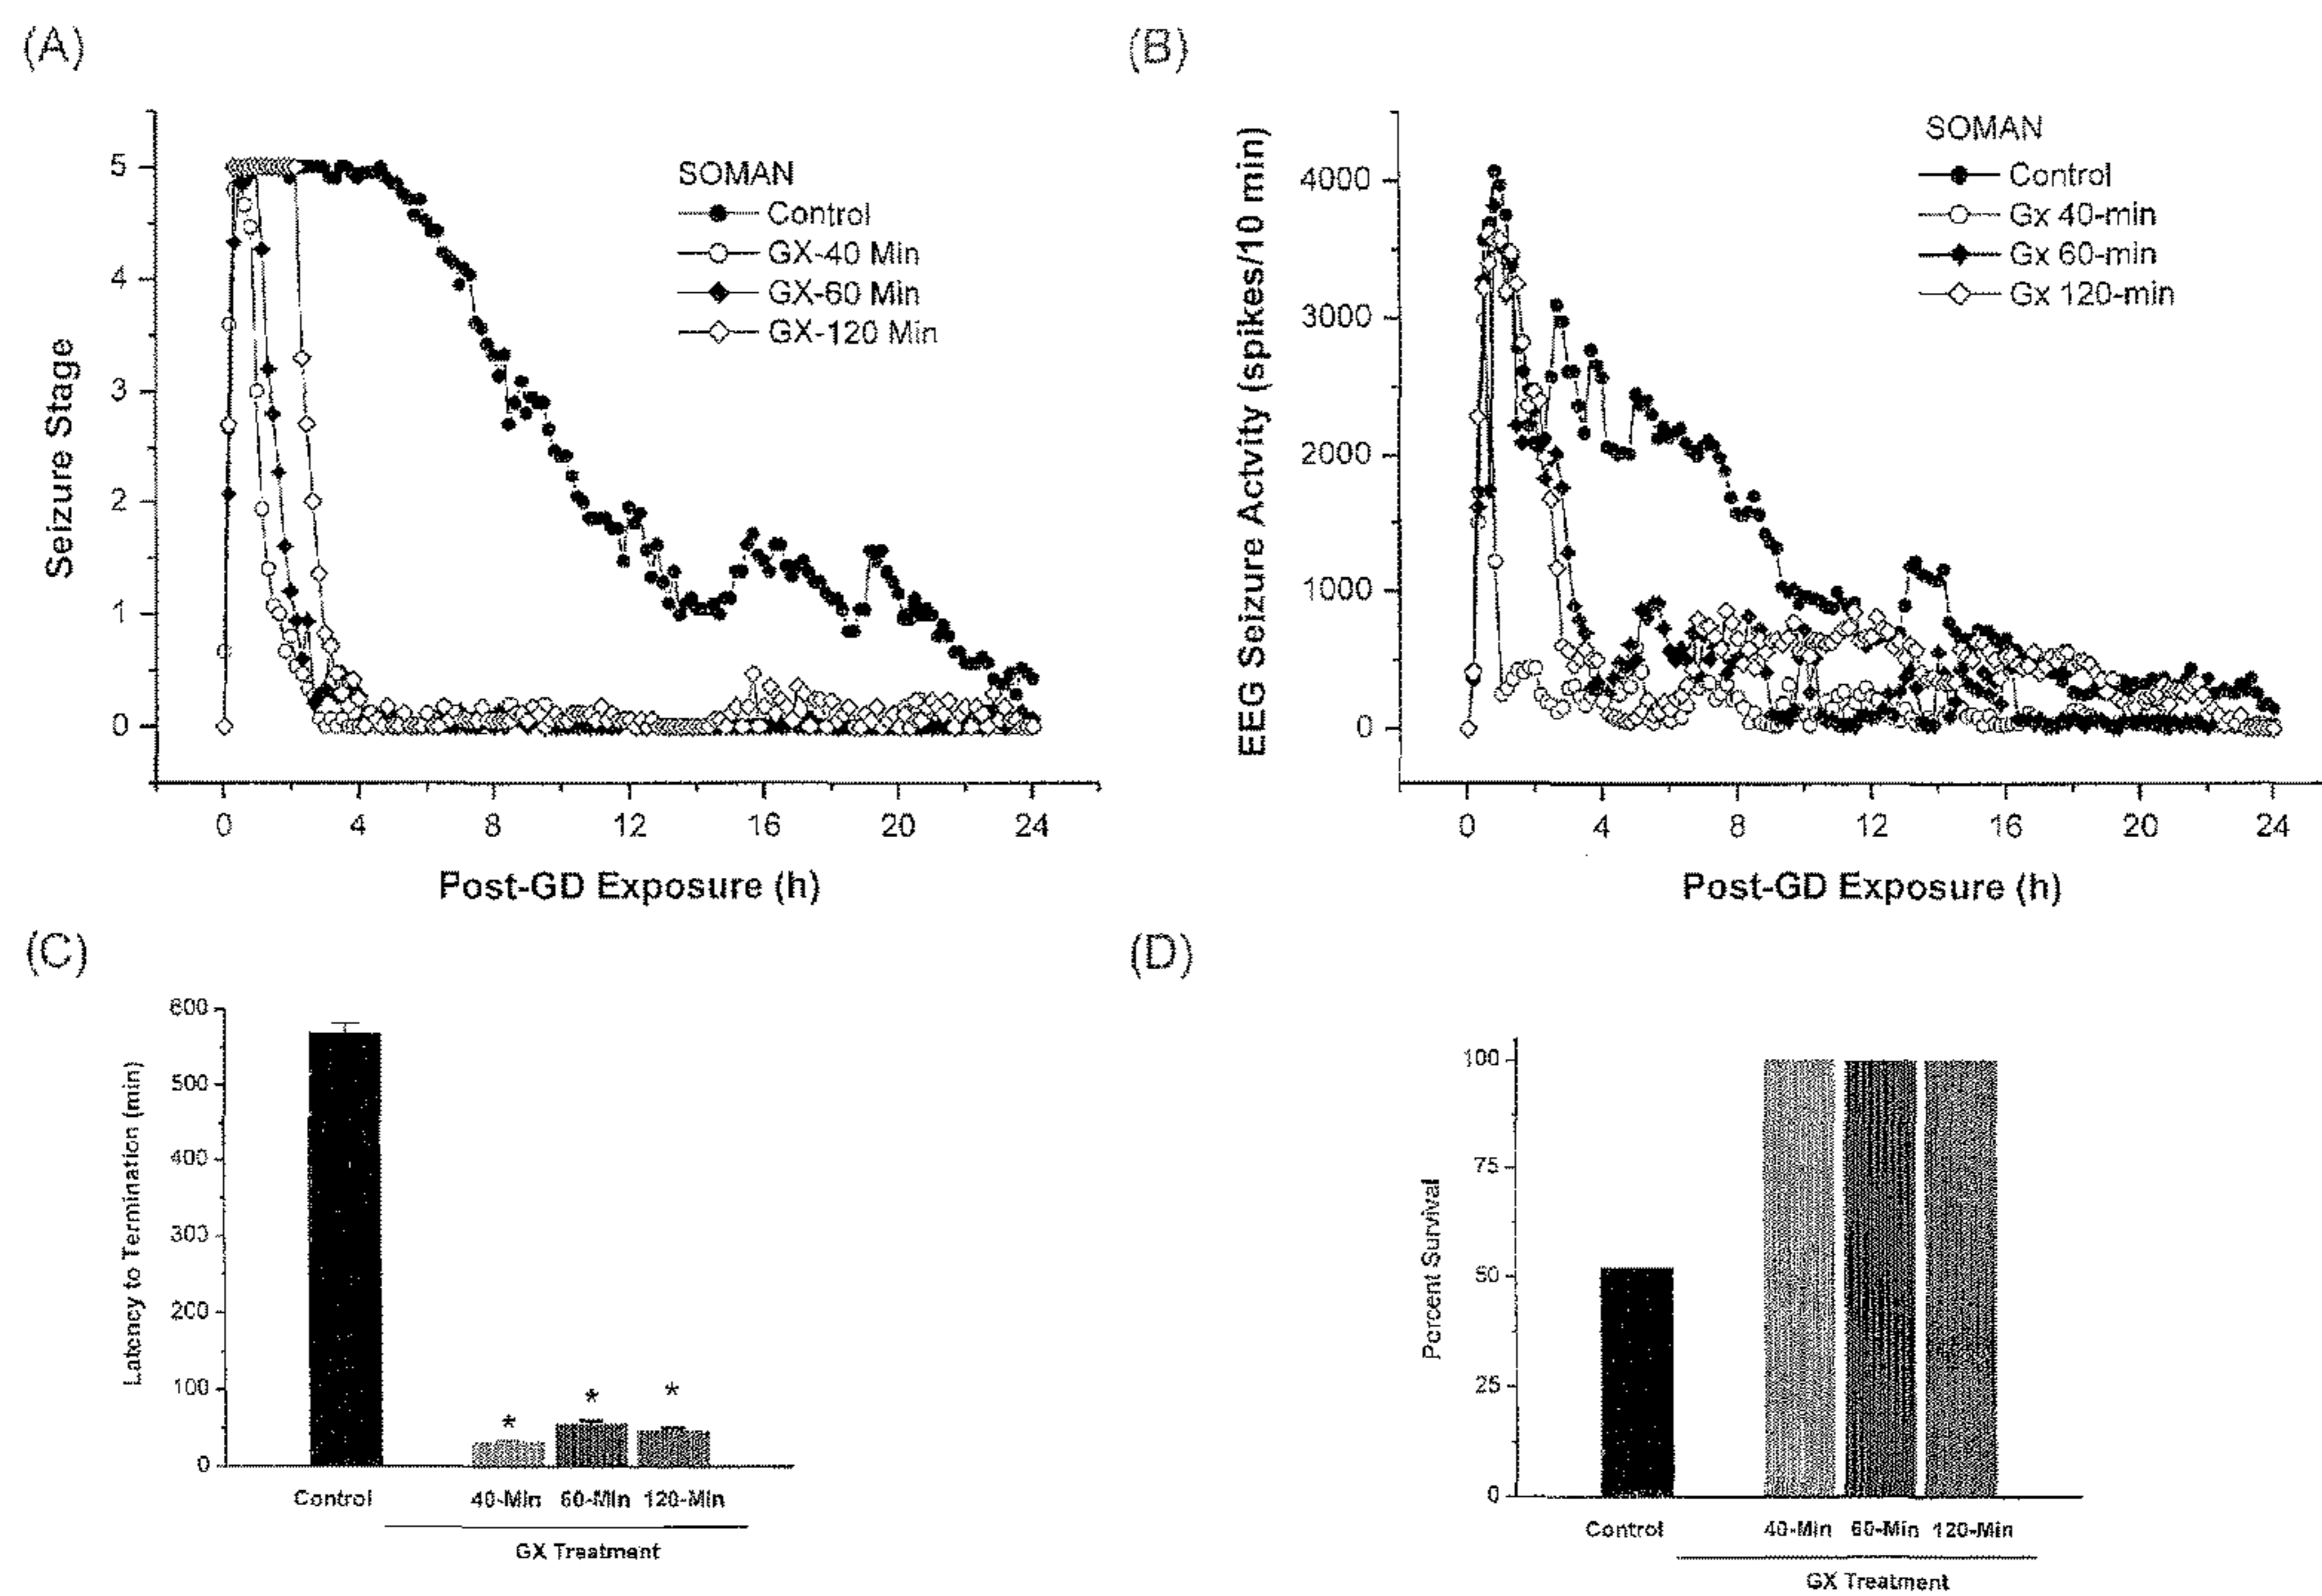 (A)
5
4
3
2
1
0
Seizure Stage
SOMAN
Control
GX-40 Min
GX-60 Min
GX-120 Min
0 4 8 12 16 20 24
Post-GD Exposure (h)
(B)
4000
3000
2000
1000
0
EEG Seizure Actvity (spikes/10 min)
SOMAN
Control
Gx 40-min
Gx 60-min
Gx 120-min
0 4 8 12 16 20 24
Post-GD Exposure (h)
(C)
600
500
400
300
200
100
0
Latency to Termination (min)
* * *
Control 40-Min 60-Min 120-Min
GX Treatment
(D)
100
75
50
25
0
Percent Survival
Control 40-Min 60-Min 120-Min
GX Treatment